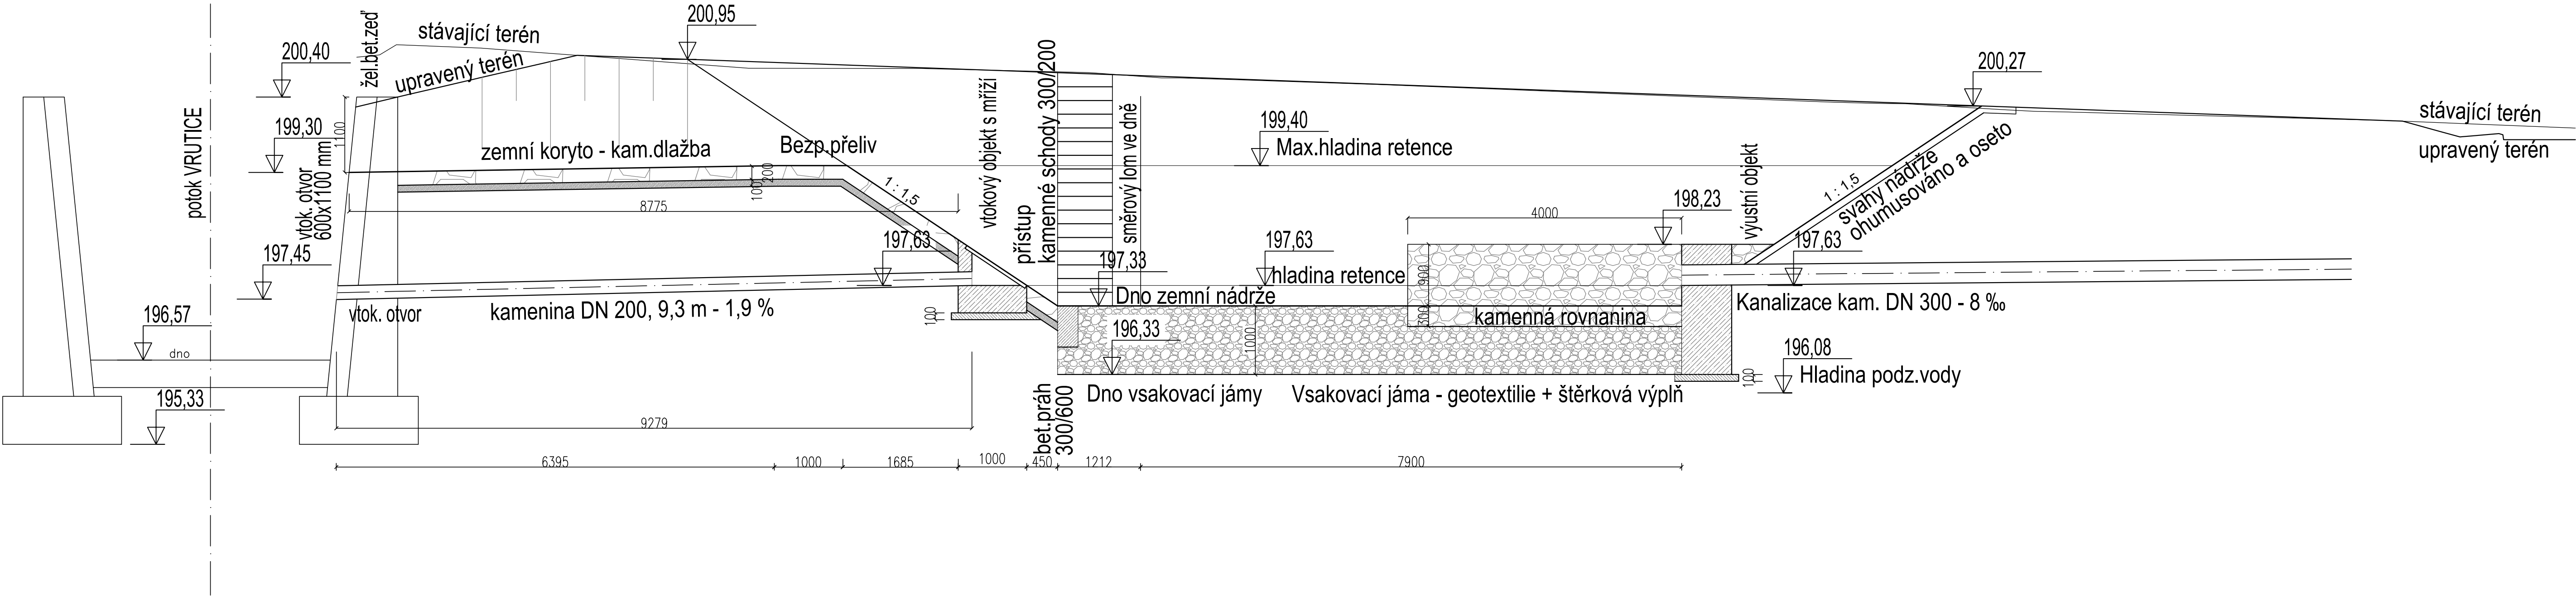 200,95
žel.bet.zeď
stávající terén
200,40
upravený terén
přístup
kamenné schody 300/200
200,27
stávající terén
upravený terén
potok VRUTICE
199,30
1100
vtok. otvor
600x1100 mm
zemní koryto - kam.dlažba
Bezp.přeliv
vtokový objekt s mříží
směrový lom ve dně
199,40
Max.hladina retence
výustní objekt
1 : 1,5
svahy nádrže
ohumusováno a oseto
100
200
1 : 1,5
8775
4000
198,23
197,45
197,63
197,33
197,63
hladina retence
900
197,63
Dno zemní nádrže
vtok. otvor
kamenina DN 200, 9,3 m - 1,9 %
100
196,33
1000
300
kamenná rovnanina
Kanalizace kam. DN 300 - 8 ‰
196,57
dno
196,08
Hladina podz.vody
100
195,33
bet.práh
300/600
Dno vsakovací jámy
Vsakovací jáma - geotextilie + štěrková výplň
9279
6395
1000
1685
1000
450
1212
7900